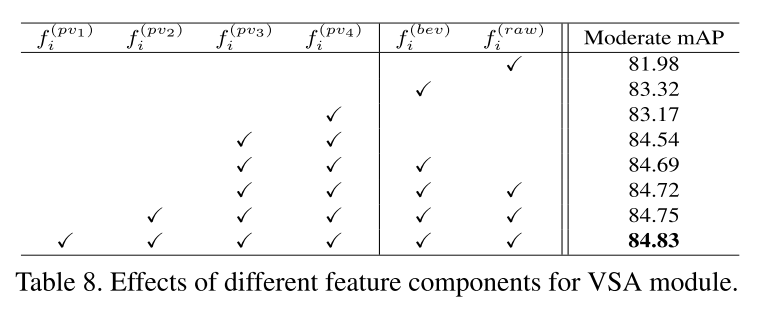 f_i^{(pv_1)} f_i^{(pv_2)} f_i^{(pv_3)} f_i^{(pv_4)} f_i^{(bev)} f_i^{(raw)} Moderate mAP
✓ 81.98
✓ 83.32
✓ 83.17
✓ ✓ 84.54
✓ ✓ ✓ 84.69
✓ ✓ ✓ ✓ 84.72
✓ ✓ ✓ ✓ ✓ 84.75
✓ ✓ ✓ ✓ ✓ ✓ 84.83
Table 8. Effects of different feature components for VSA module.